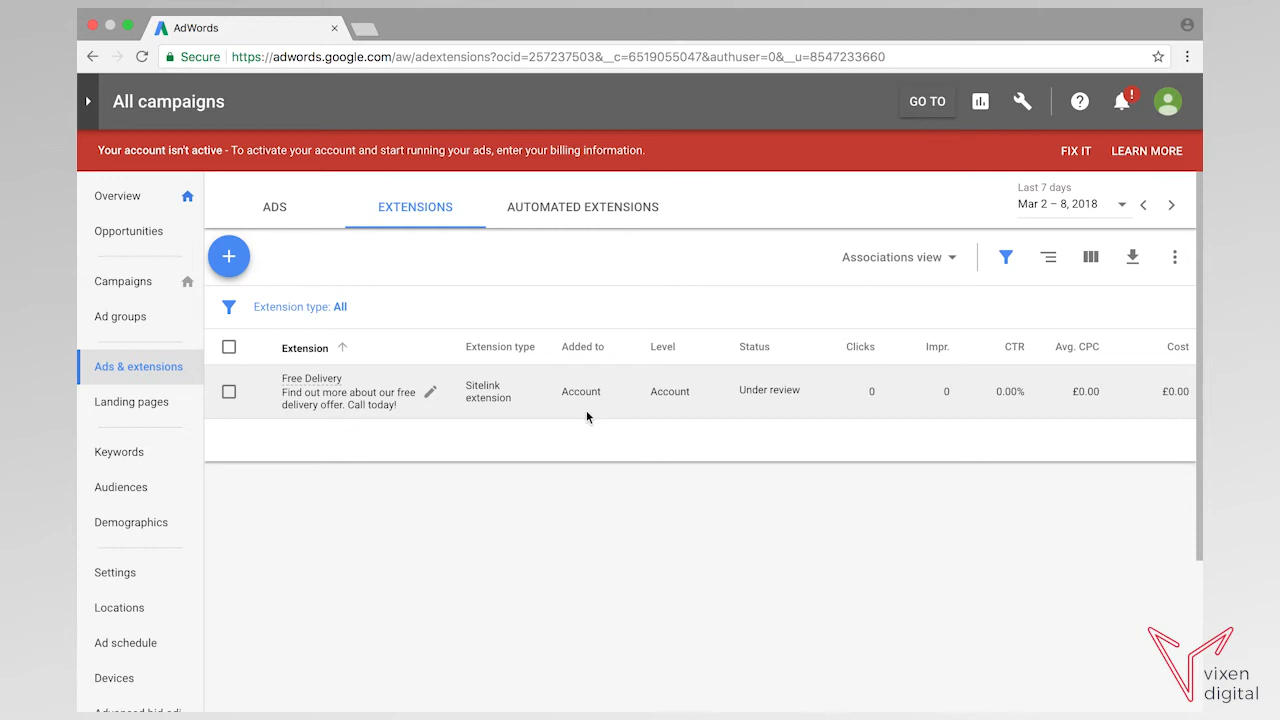 AdWords
Secure https://adwords.google.com/aw/adextensions?ocid=257237503&__c=6519055047&authuser=0&__u=8547233660
All campaigns
GO TO
!
Your account isn't active - To activate your account and start running your ads, enter your billing information.
FIX IT LEARN MORE
Overview
Opportunities
Campaigns
Ad groups
Ads & extensions
Landing pages
Keywords
Audiences
Demographics
Settings
Locations
Ad schedule
Devices
ADS EXTENSIONS AUTOMATED EXTENSIONS
Last 7 days
Mar 2 – 8, 2018
Associations view
Extension type: All
Extension Extension type Added to Level Status Clicks Impr. CTR Avg. CPC Cost
Free Delivery
Find out more about our free
delivery offer. Call today!
Sitelink
extension
Account Account Under review 0 0 0.00% £0.00 £0.00
vixen
digital